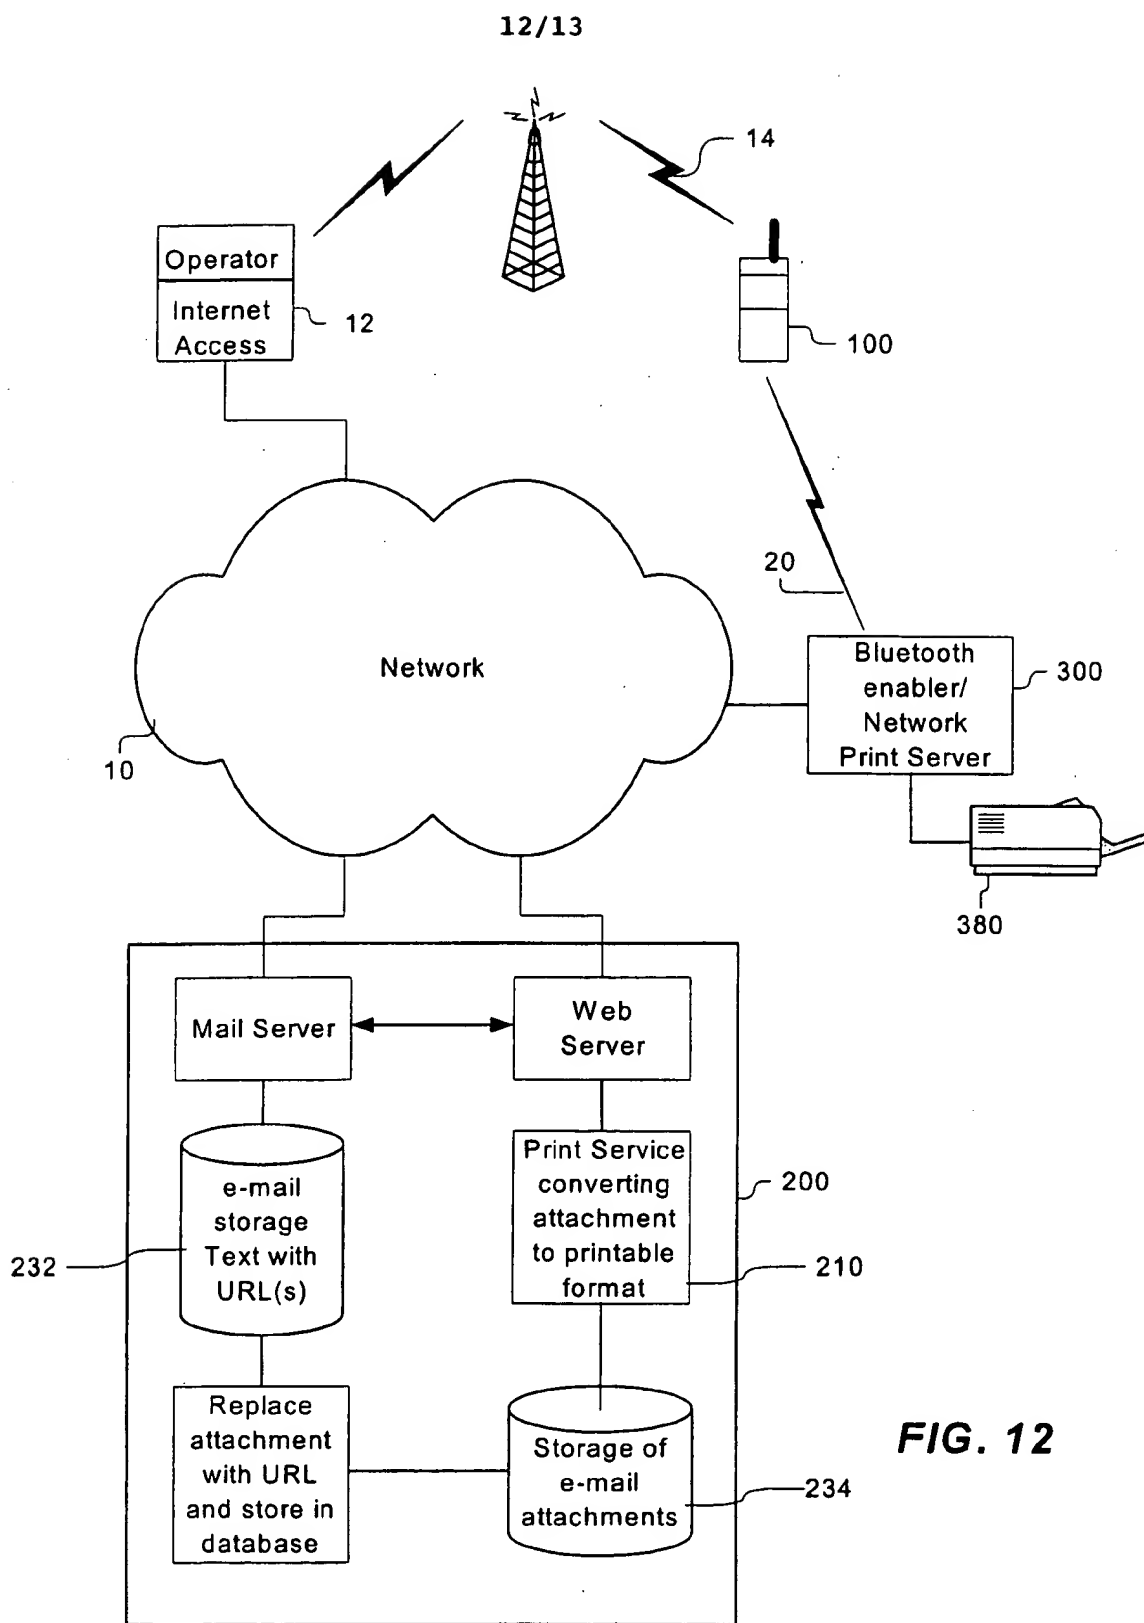 12/13
14
Operator
Internet
Access
12
100
20
Bluetooth
enabler/
Network
Print Server
300
Network
10
380
Mail Server
Web
Server
Print Service
converting
attachment
to printable
format
200
e-mail
storage
Text with
URL(s)
232
210
Replace
attachment
with URL
and store in
database
Storage of
e-mail
attachments
234
FIG. 12